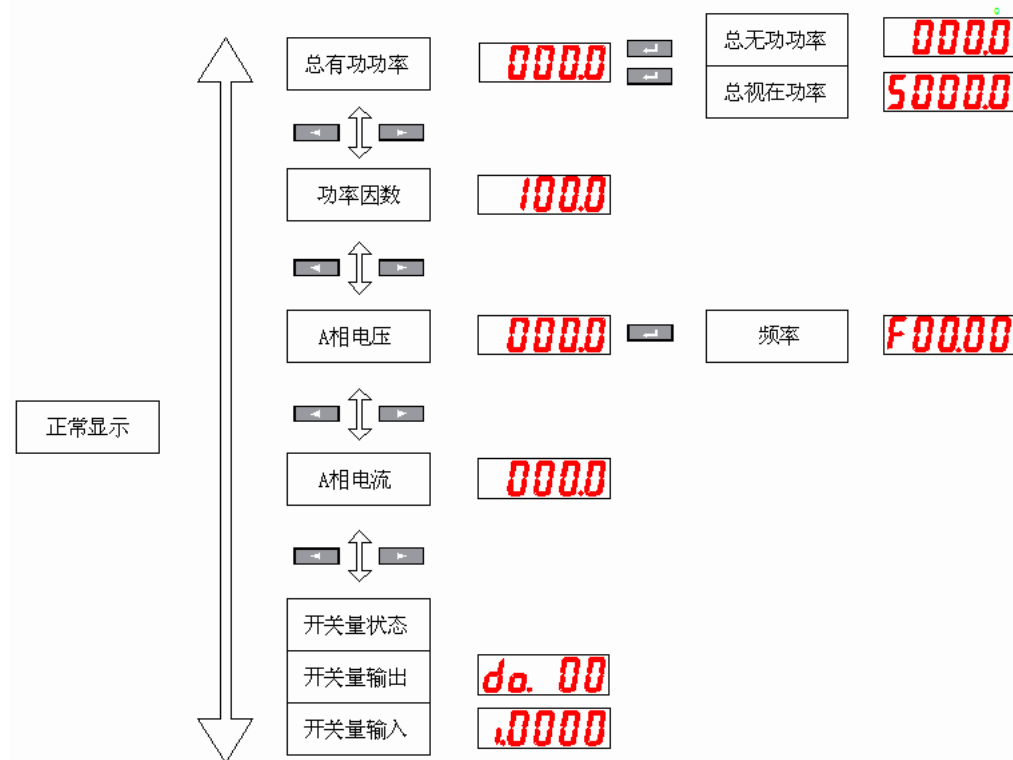 总有功功率 000.0 总无功功率 000.0
总视在功率 S000.0
功率因数 100.0
A相电压 000.0 频率 F00.00
正常显示
A相电流 000.0
开关量状态
开关量输出 do. 00
开关量输入 i.0000